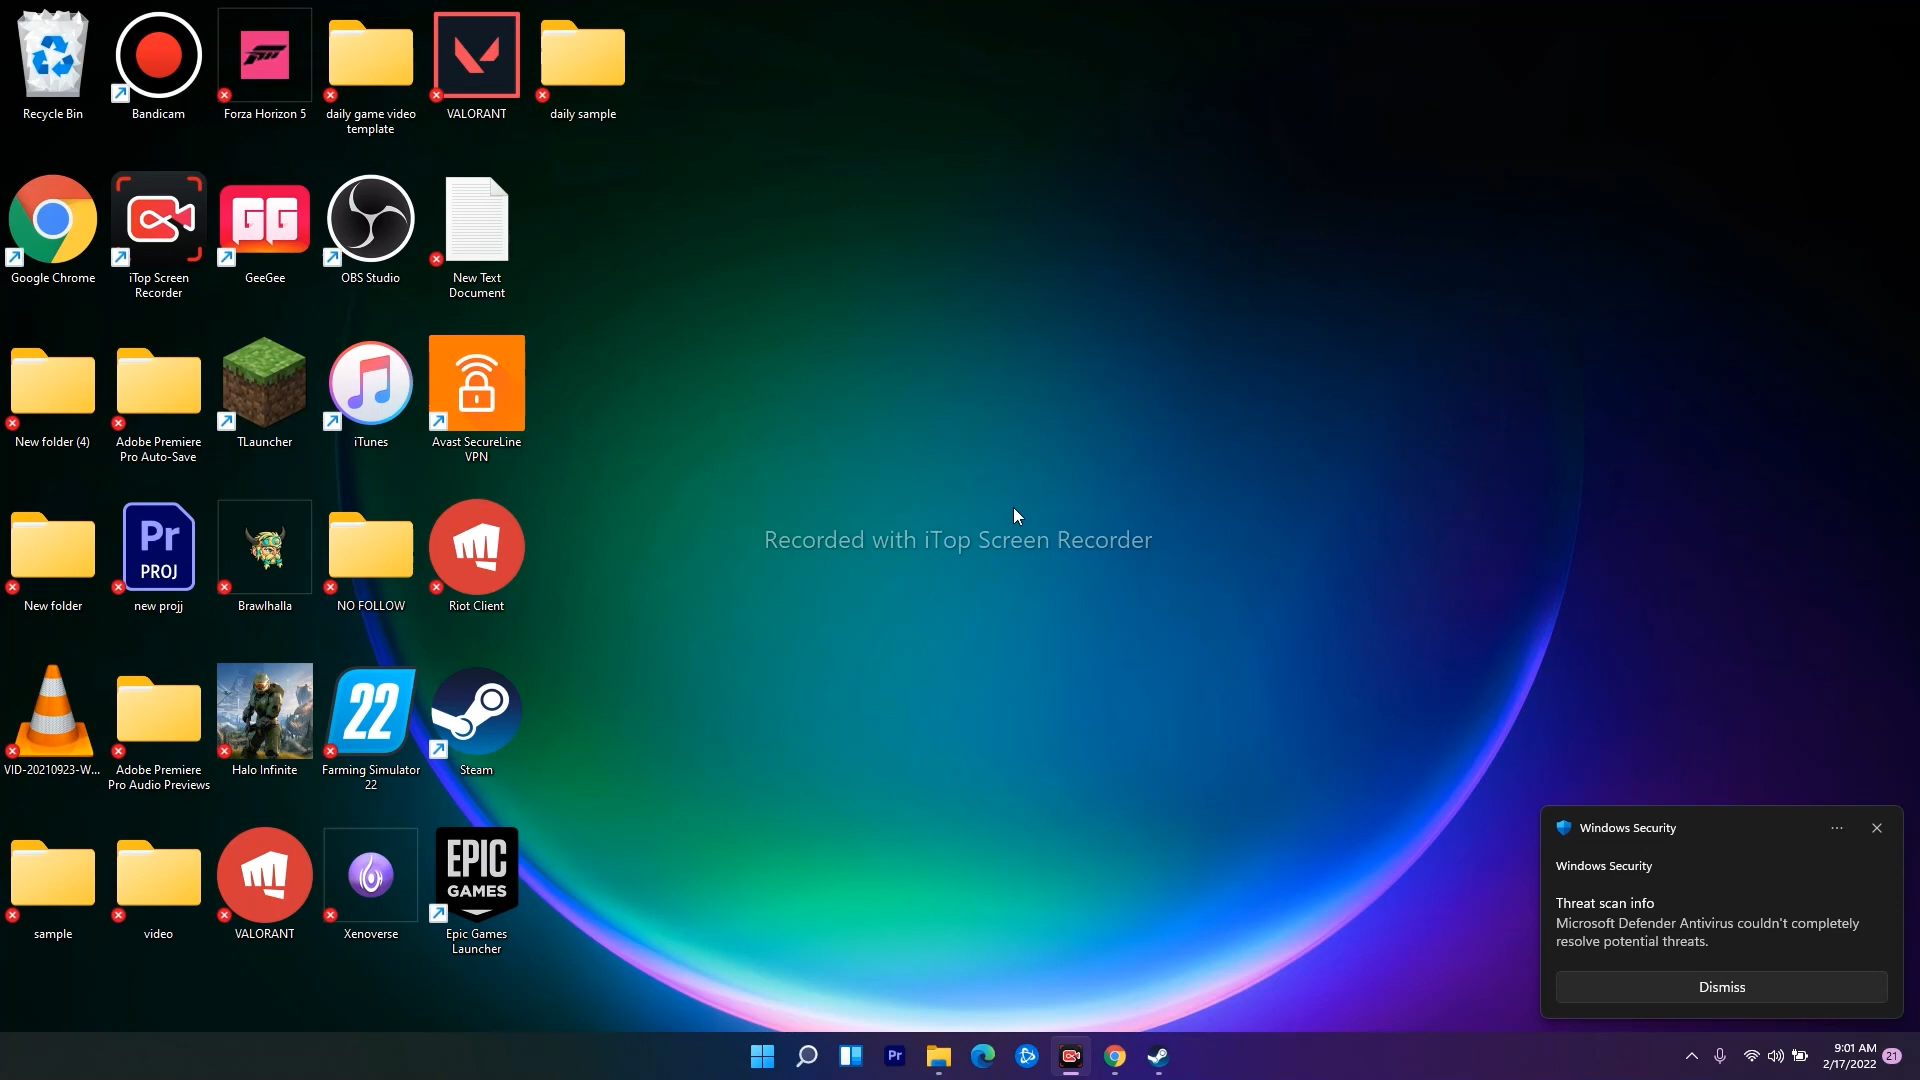 Recycle Bin
Bandicam
Forza Horizon 5
daily game video
template
VALORANT
daily sample
Google Chrome
iTop Screen
Recorder
GG
GeeGee
OBS Studio
New Text
Document
New folder (4)
Adobe Premiere
Pro Auto-Save
TLauncher
iTunes
Avast SecureLine
VPN
Pr
PROJ
New folder
new projj
Brawlhalla
NO FOLLOW
Riot Client
Recorded with iTop Screen Recorder
22
VID-20210923-W...
Adobe Premiere
Pro Audio Previews
Halo Infinite
Farming Simulator
22
Steam
EPIC
GAMES
sample
video
VALORANT
Xenoverse
Epic Games
Launcher
Windows Security
Windows Security
Threat scan info
Microsoft Defender Antivirus couldn't completely
resolve potential threats.
Dismiss
Pr
9:01 AM
2/17/2022
21